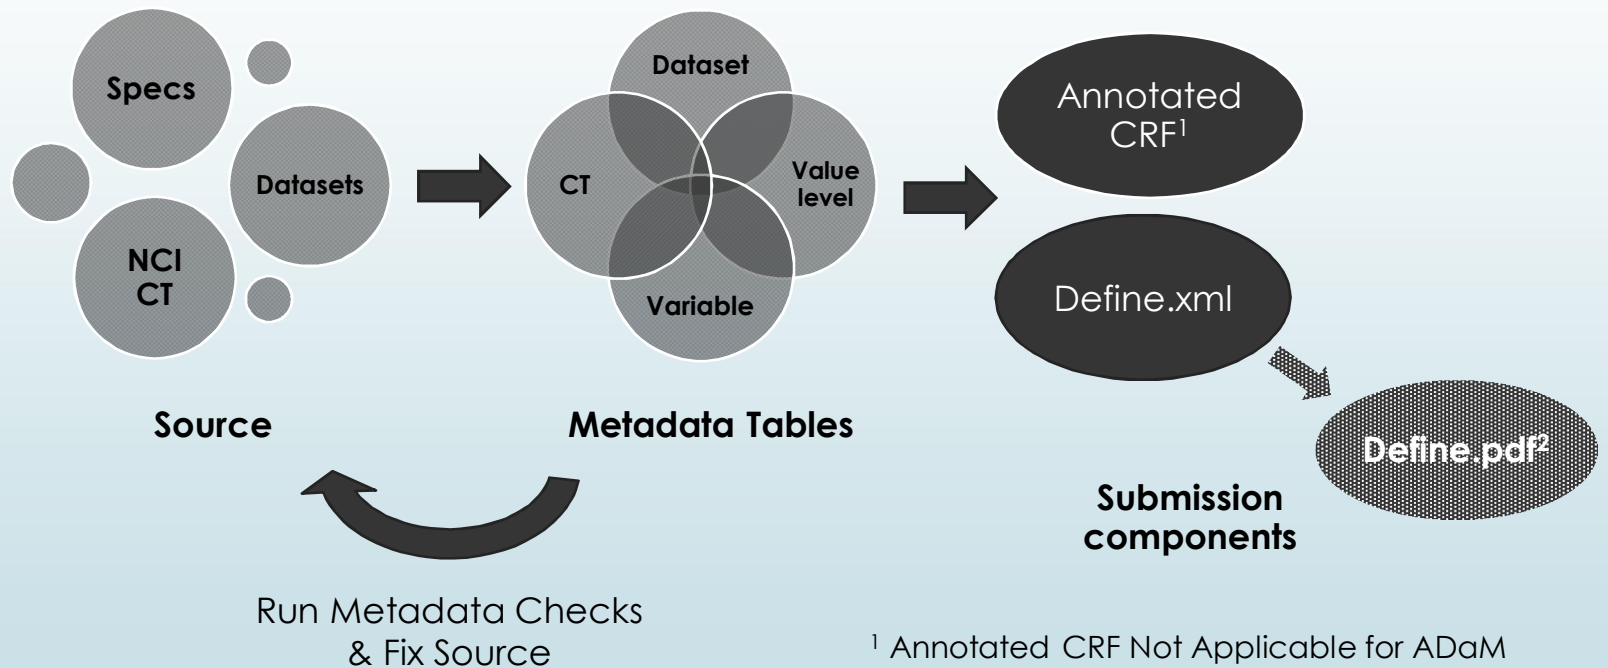 Specs
Datasets
NCI
CT
Source
Dataset
CT
Value
level
Variable
Metadata Tables
Annotated
CRF¹
Define.xml
Define.pdf²
Submission
components
Run Metadata Checks
& Fix Source
¹ Annotated CRF Not Applicable for ADaM